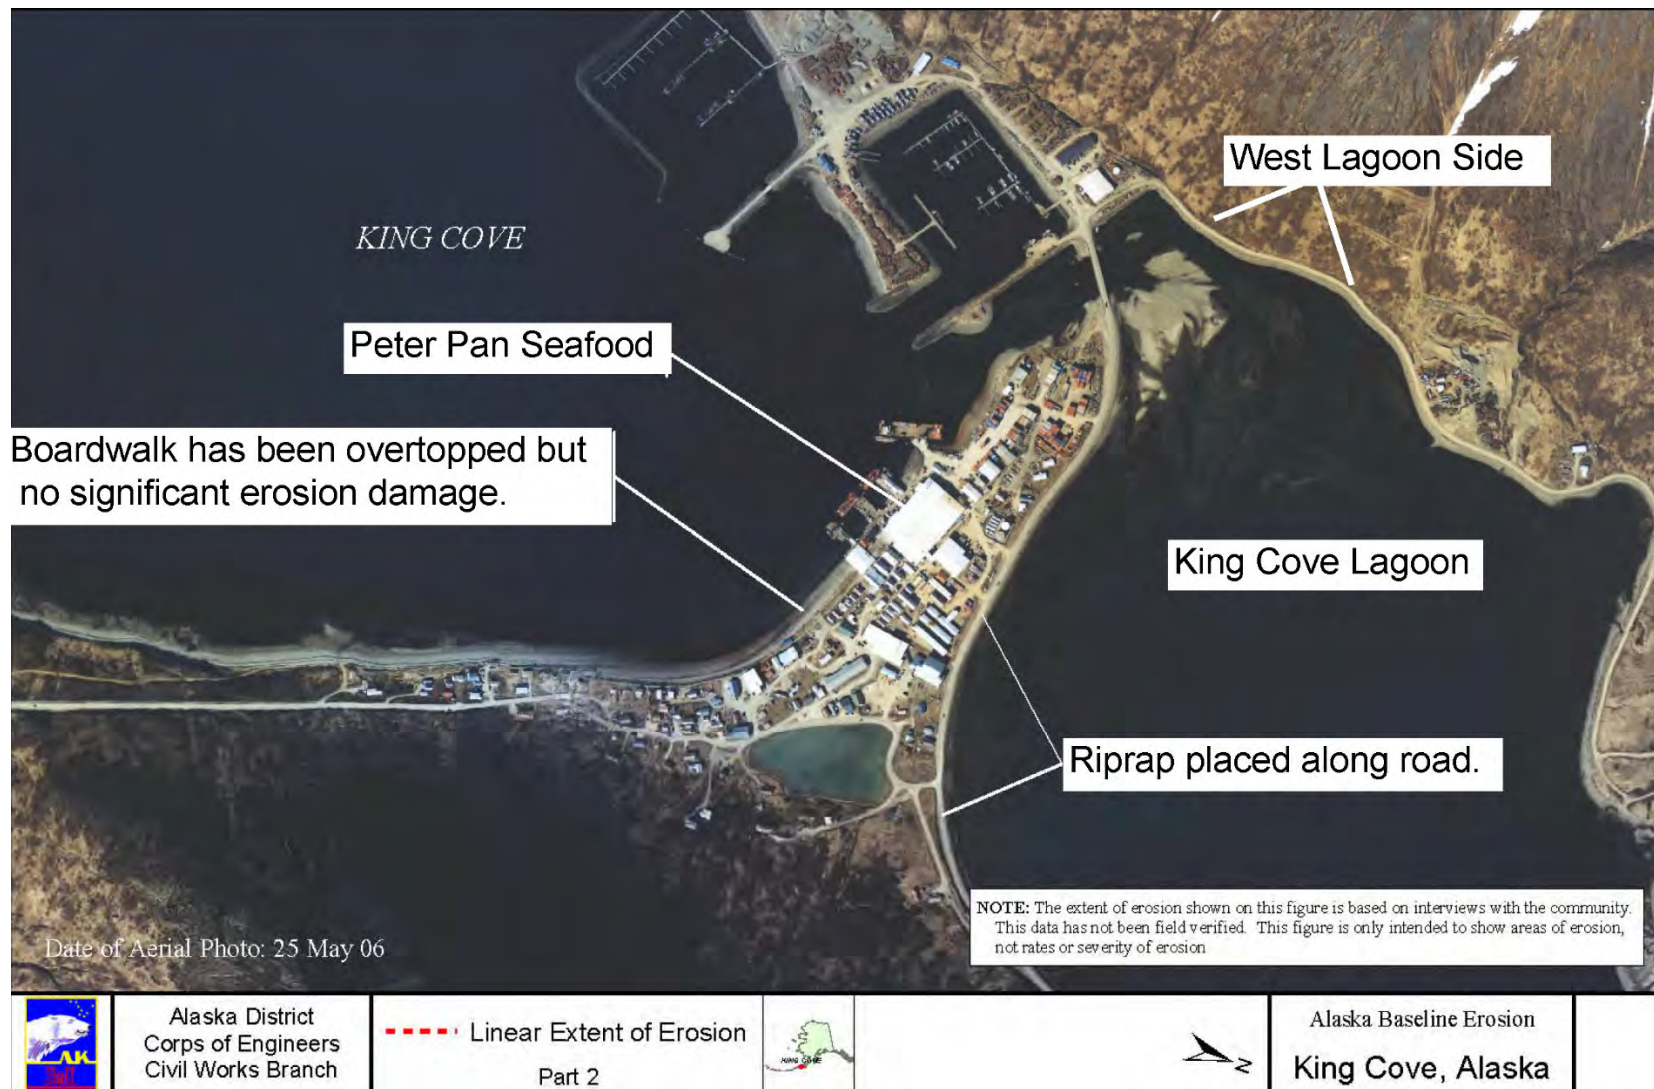 West Lagoon Side
KING COVE
Peter Pan Seafood
Boardwalk has been overtopped but
no significant erosion damage.
King Cove Lagoon
Riprap placed along road.
NOTE: The extent of erosion shown on this figure is based on interviews with the community.
This data has not been field verified. This figure is only intended to show areas of erosion,
not rates or severity of erosion
Date of Aerial Photo: 25 May 06
AK
Alaska District
Corps of Engineers
Civil Works Branch
Linear Extent of Erosion
Part 2
KING COVE
N
Alaska Baseline Erosion
King Cove, Alaska